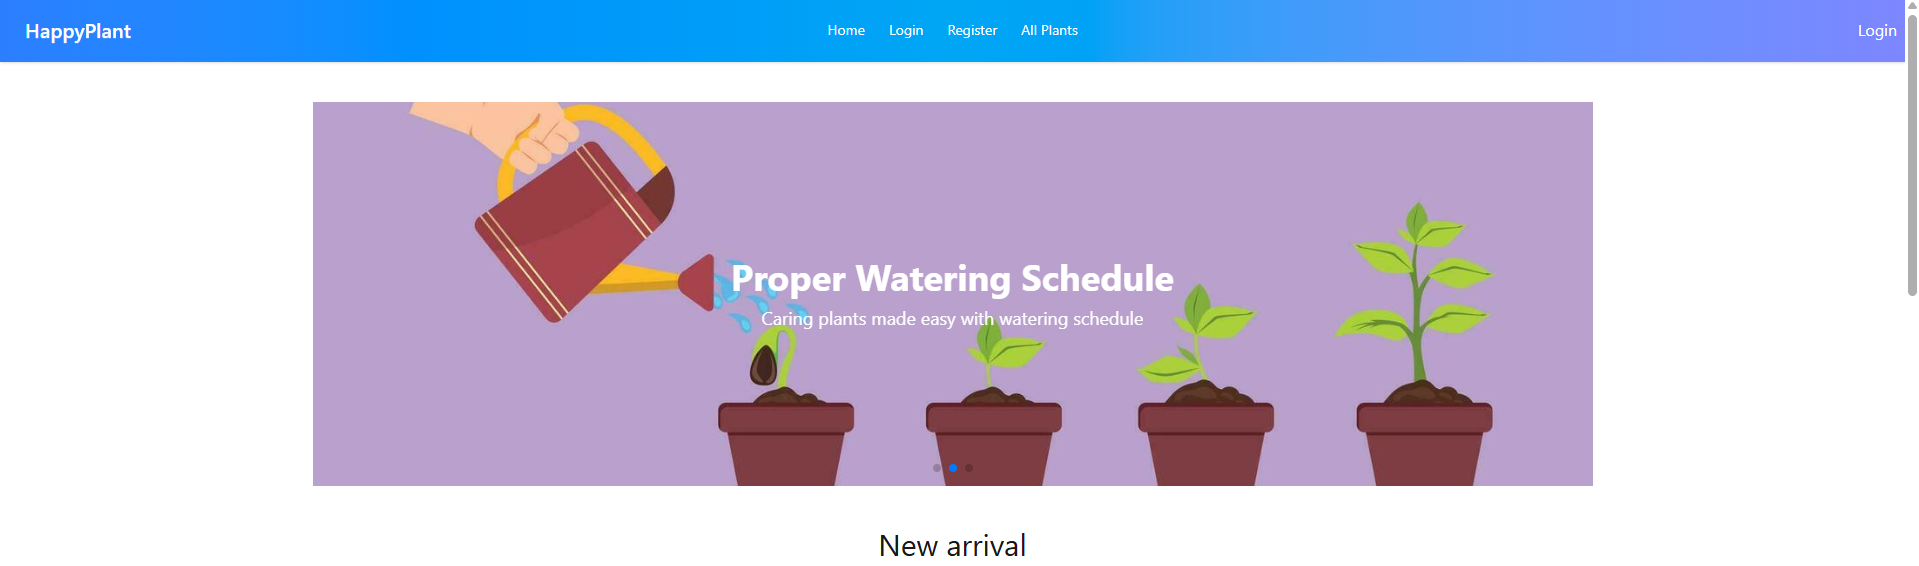 HappyPlant
Home Login Register All Plants
Login
Proper Watering Schedule
Caring plants made easy with watering schedule
New arrival